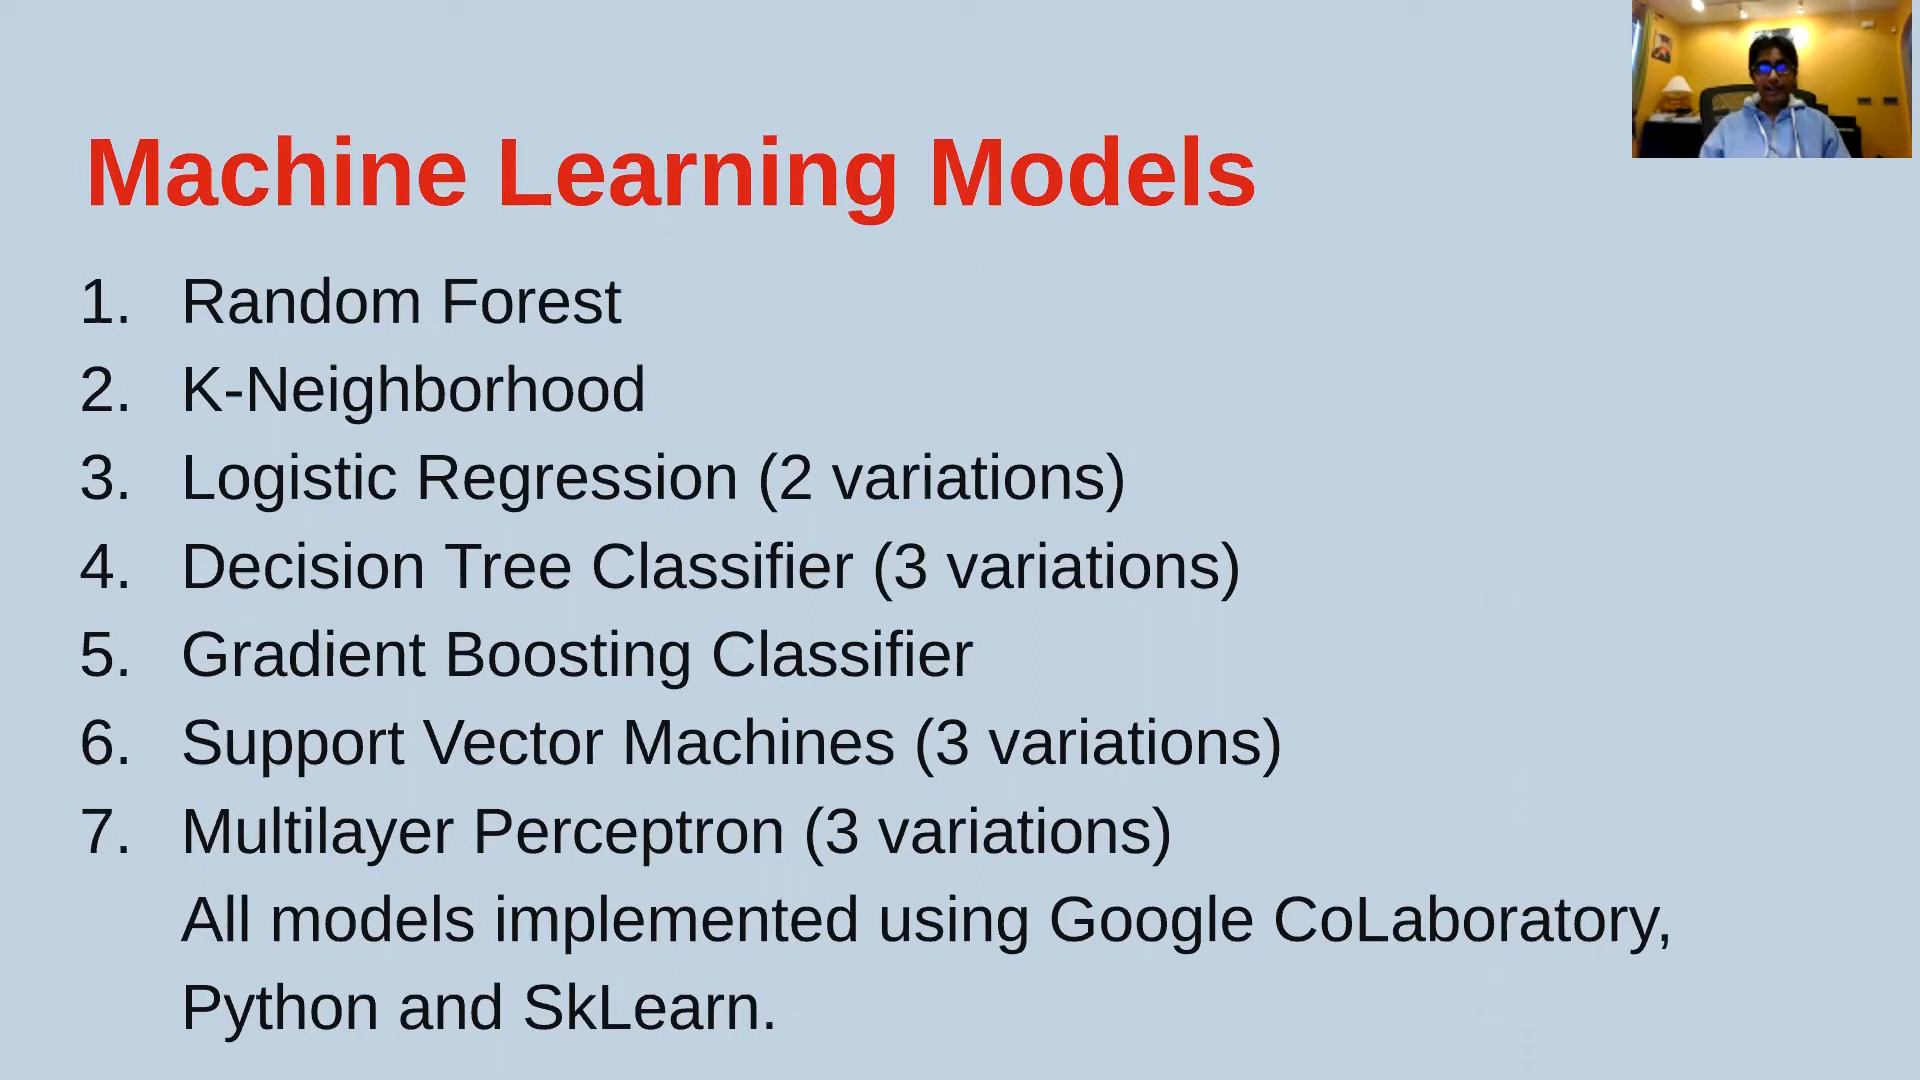 Machine Learning Models
1. Random Forest
2. K-Neighborhood
3. Logistic Regression (2 variations)
4. Decision Tree Classifier (3 variations)
5. Gradient Boosting Classifier
6. Support Vector Machines (3 variations)
7. Multilayer Perceptron (3 variations)
All models implemented using Google CoLaboratory,
Python and SkLearn.